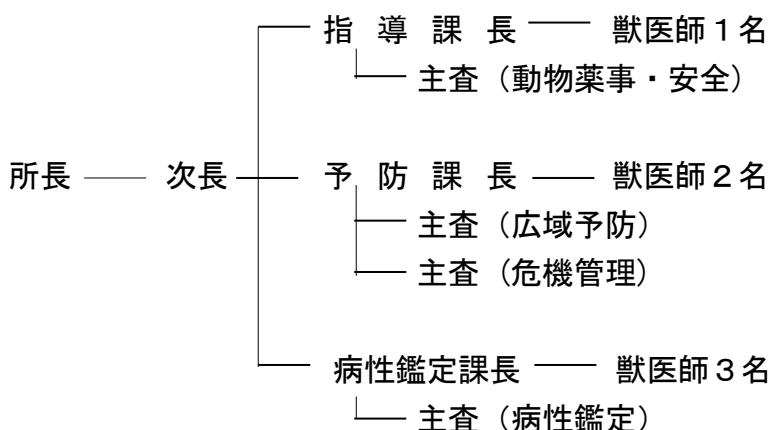 指導課長 獣医師1名
主査(動物薬事・安全)
所長 次長 予防課長 獣医師2名
主査(広域予防)
主査(危機管理)
病性鑑定課長 獣医師3名
主査(病性鑑定)